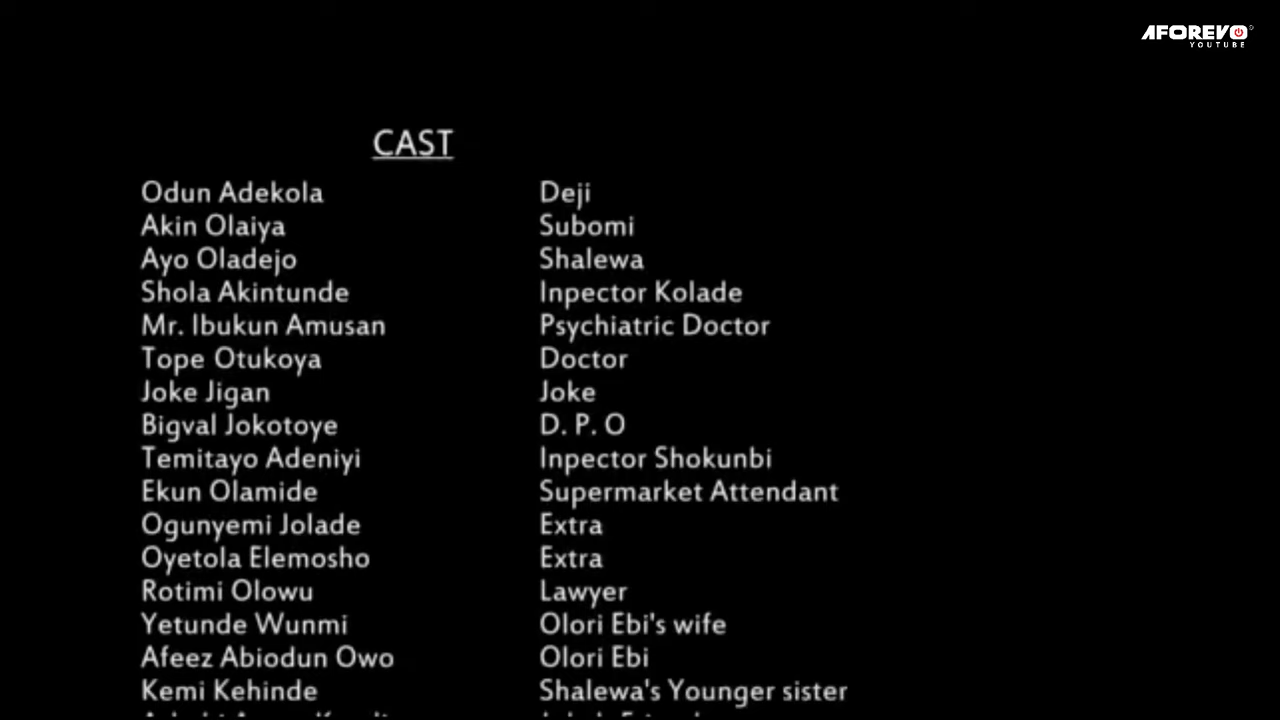 AFOREVO
YOUTUBE
CAST
Odun Adekola Deji
Akin Olaiya Subomi
Ayo Oladejo Shalewa
Shola Akintunde Inpector Kolade
Mr. Ibukun Amusan Psychiatric Doctor
Tope Otukoya Doctor
Joke Jigan Joke
Bigval Jokotoye D. P. O
Temitayo Adeniyi Inpector Shokunbi
Ekun Olamide Supermarket Attendant
Ogunyemi Jolade Extra
Oyetola Elemosho Extra
Rotimi Olowu Lawyer
Yetunde Wunmi Olori Ebi's wife
Afeez Abiodun Owo Olori Ebi
Kemi Kehinde Shalewa's Younger sister